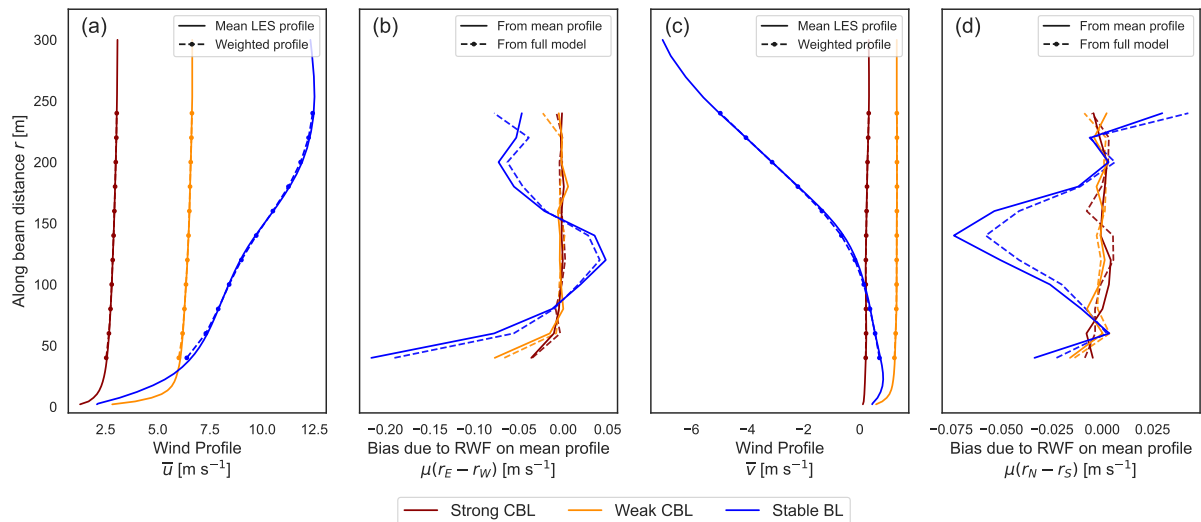 (a)
Mean LES profile
Weighted profile
(b)
From mean profile
From full model
(c)
Mean LES profile
Weighted profile
(d)
From mean profile
From full model
Along beam distance r [m]
300
250
200
150
100
50
0
2.5 5.0 7.5 10.0 12.5
Wind Profile
u̅ [m s⁻¹]
−0.20 −0.15 −0.10 −0.05 0.00 0.05
Bias due to RWF on mean profile
μ(r_E − r_W) [m s⁻¹]
−6 −4 −2 0
Wind Profile
v̅ [m s⁻¹]
−0.075 −0.050 −0.025 0.000 0.025
Bias due to RWF on mean profile
μ(r_N − r_S) [m s⁻¹]
Strong CBL Weak CBL Stable BL